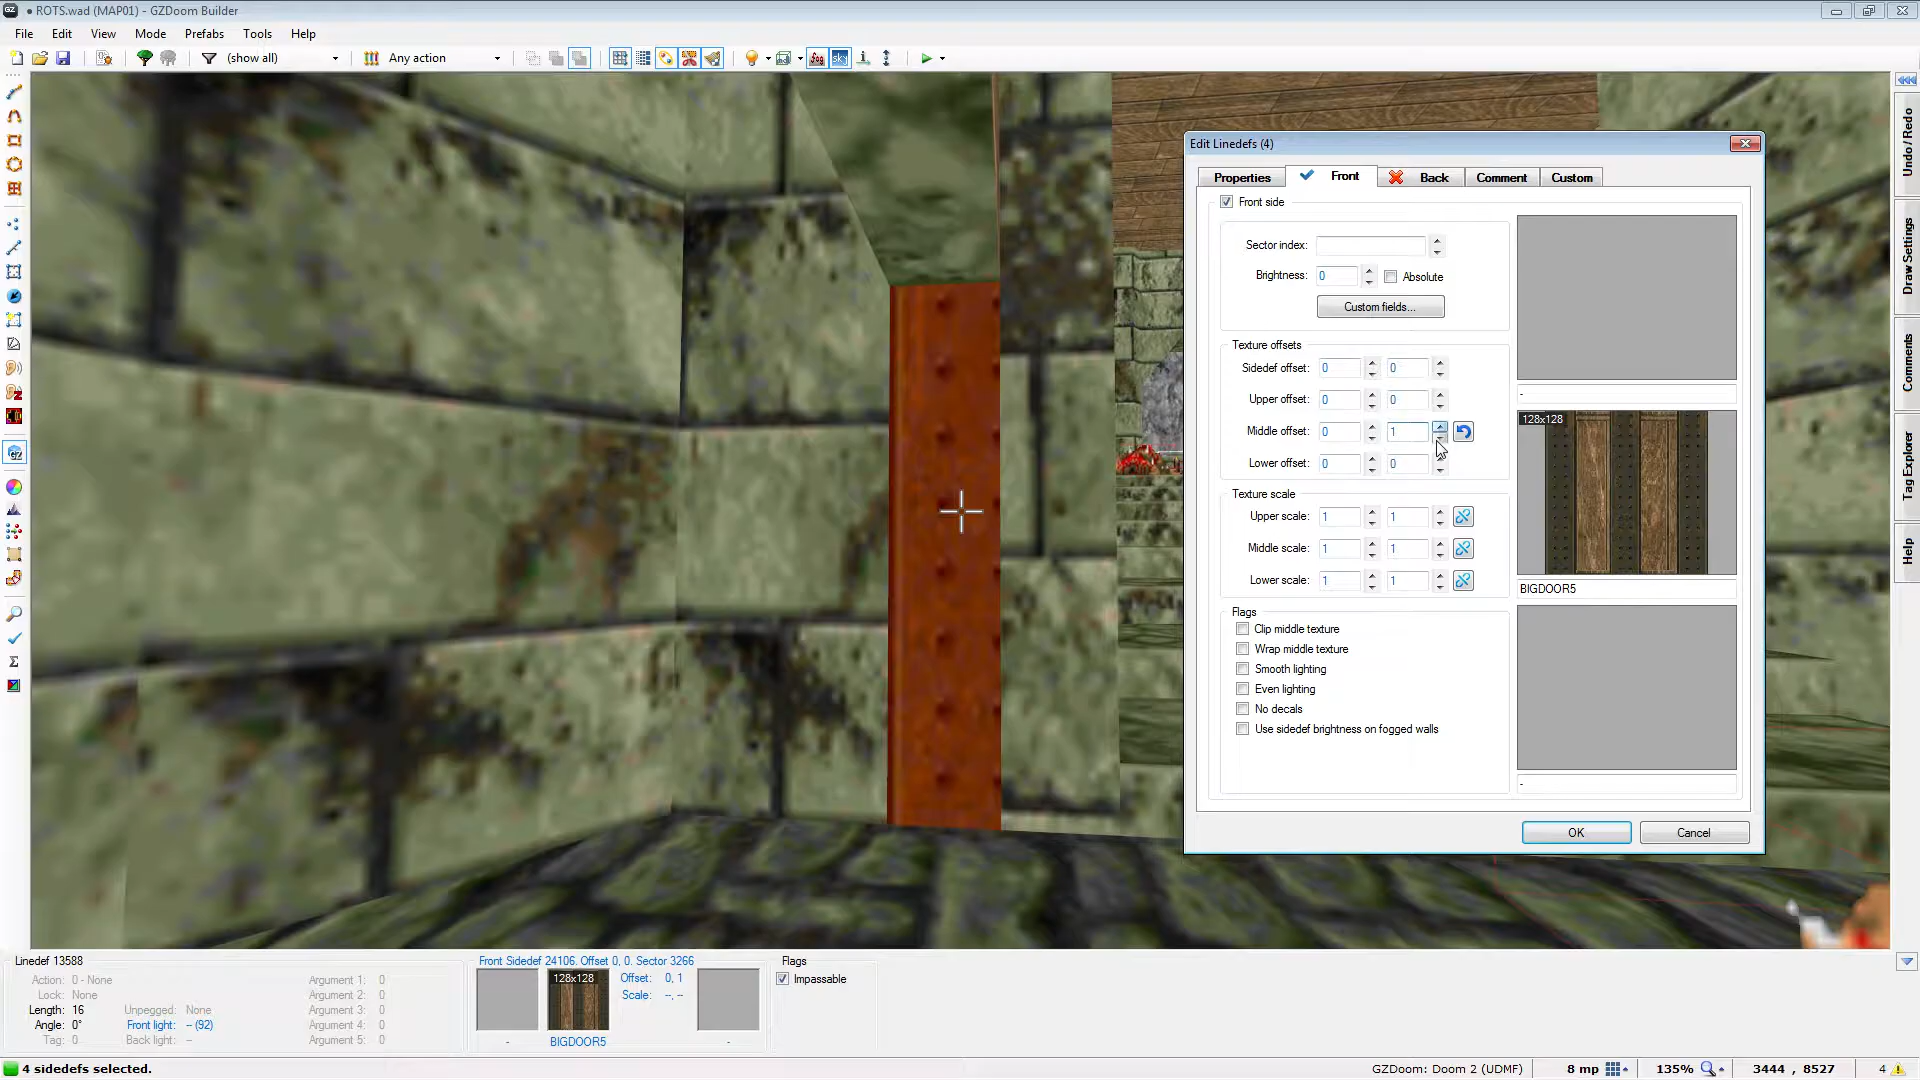 ROTS.wad (MAP01) - GZDoom Builder
File Edit View Mode Prefabs Tools Help
(show all) Any action
Undo/Redo
Draw Settings
Comments
Tag Explorer
Help
Edit Linedefs (4)
Properties Front Back Comment Custom
Front side
Sector index:
Brightness: 0 Absolute
Custom fields...
Texture offsets
Sidedef offset: 0 0
Upper offset: 0 0
Middle offset: 0 1
Lower offset: 0 0
Texture scale
Upper scale: 1 1
Middle scale: 1 1
Lower scale: 1 1
Flags
Clip middle texture
Wrap middle texture
Smooth lighting
Even lighting
No decals
Use sidedef brightness on fogged walls
-
128x128
BIGDOOR5
-
OK Cancel
Linedef 13588
Action: 0 - None
Lock: None
Length: 16 Unpegged: None
Angle: 0° Front light: -- (92)
Tag: 0 Back light: --
Argument 1: 0
Argument 2: 0
Argument 3: 0
Argument 4: 0
Argument 5: 0
Front Sidedef 24106. Offset 0, 0. Sector 3266
128x128
Offset: 0, 1
Scale: --, --
- BIGDOOR5 -
Flags
Impassable
4 sidedefs selected.
GZDoom: Doom 2 (UDMF) 8 mp 135% 3444 , 8527 4